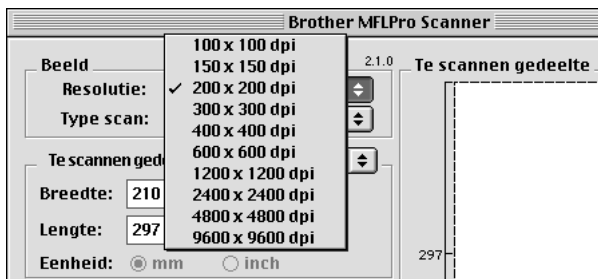 Brother MFLPro Scanner
Beeld
2.1.0
Resolutie:
Type scan:
100 x 100 dpi
150 x 150 dpi
✓ 200 x 200 dpi
300 x 300 dpi
400 x 400 dpi
600 x 600 dpi
1200 x 1200 dpi
2400 x 2400 dpi
4800 x 4800 dpi
9600 x 9600 dpi
Te scannen
Breedte: 210
Lengte: 297
Eenheid: mm inch
Te scannen gedeelte
297